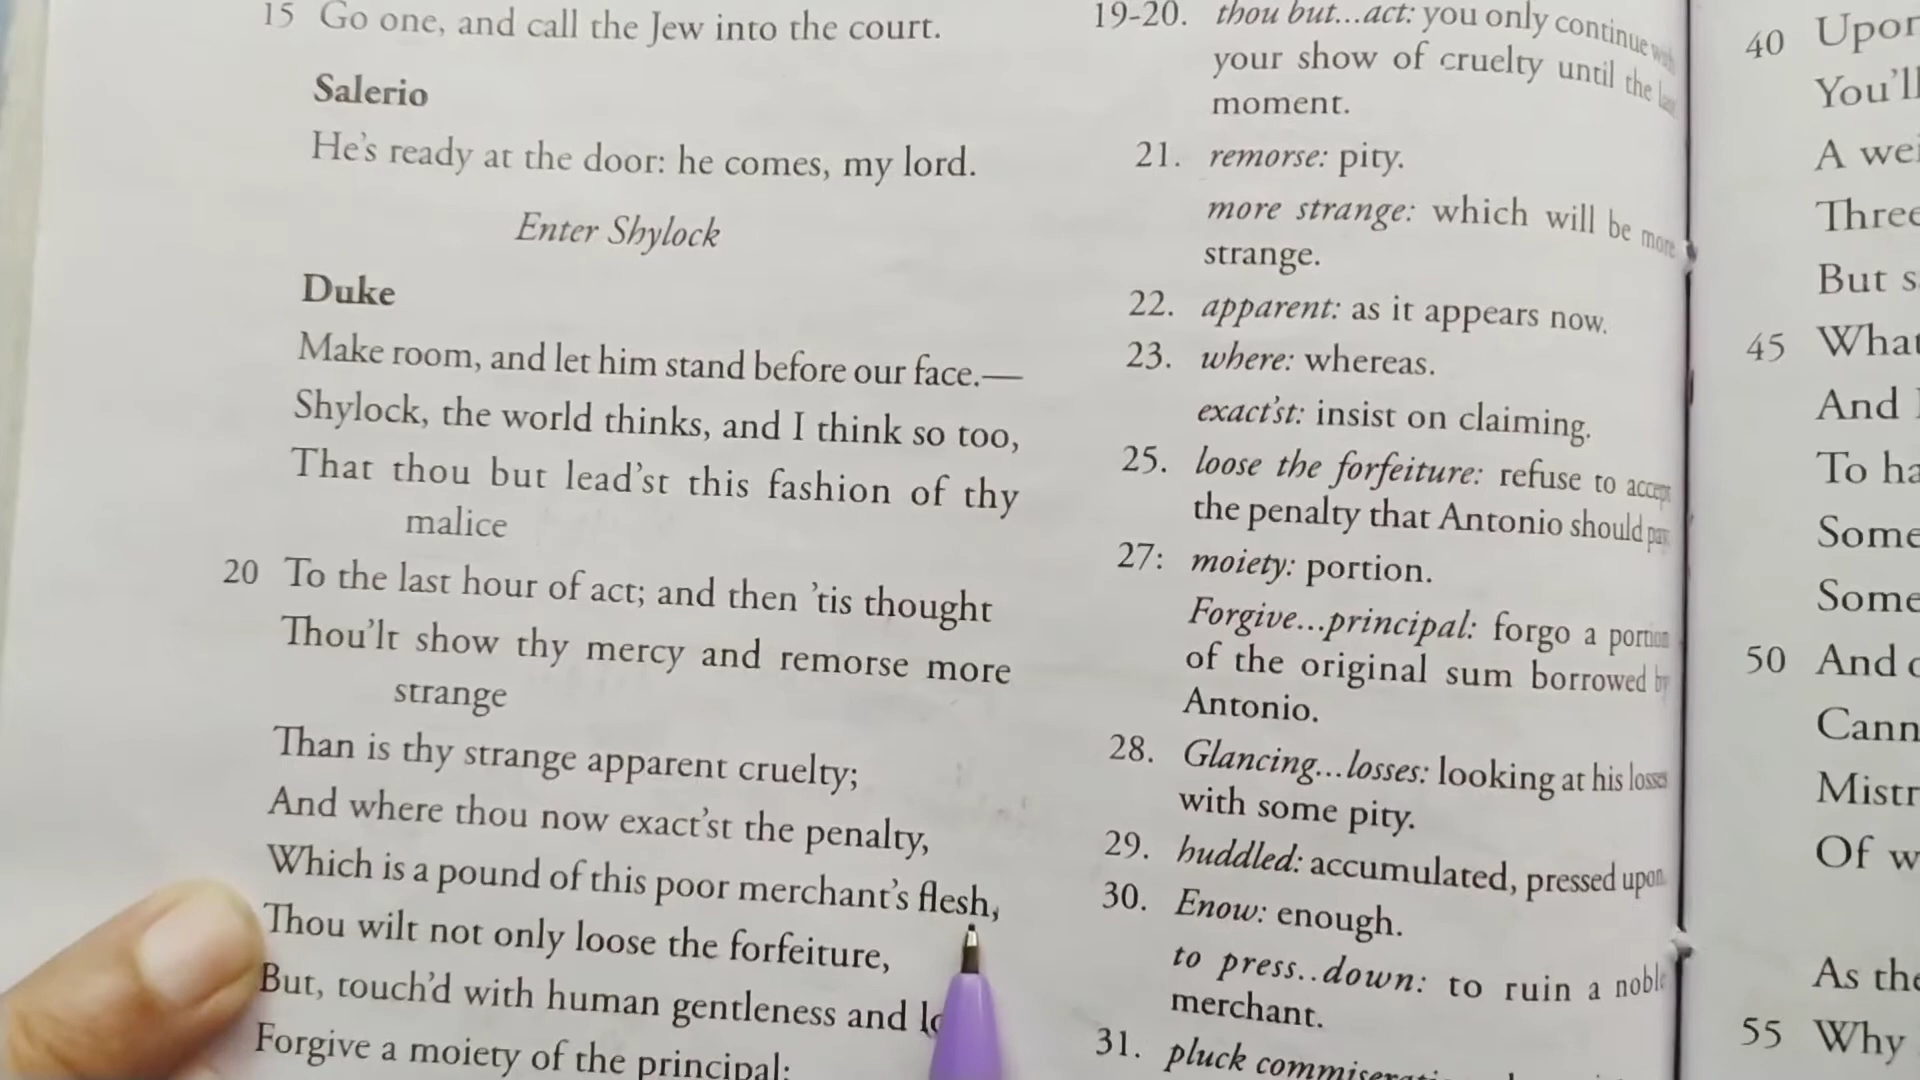 15 Go one, and call the Jew into the court.
Salerio
He's ready at the door: he comes, my lord.
Enter Shylock
Duke
Make room, and let him stand before our face.—
Shylock, the world thinks, and I think so too,
That thou but lead'st this fashion of thy
malice
20 To the last hour of act; and then 'tis thought
Thou'lt show thy mercy and remorse more
strange
Than is thy strange apparent cruelty;
And where thou now exact'st the penalty,
Which is a pound of this poor merchant's flesh,
Thou wilt not only loose the forfeiture,
But, touch'd with human gentleness and
Forgive a moiety of the principal;
19-20. thou but...act: you only continue with
your show of cruelty until the last
moment.
21. remorse: pity.
more strange: which will be more
strange.
22. apparent: as it appears now.
23. where: whereas.
exact'st: insist on claiming.
25. loose the forfeiture: refuse to accept
the penalty that Antonio should pay.
27: moiety: portion.
Forgive...principal: forgo a portion
of the original sum borrowed by
Antonio.
28. Glancing...losses: looking at his losses
with some pity.
29. huddled: accumulated, pressed upon.
30. Enow: enough.
to press..down: to ruin a noble
merchant.
31. pluck
40 Upon
You'll
A
Three
But
45 What
And
To
Some
Some
50 And
Of
As the
55 Why